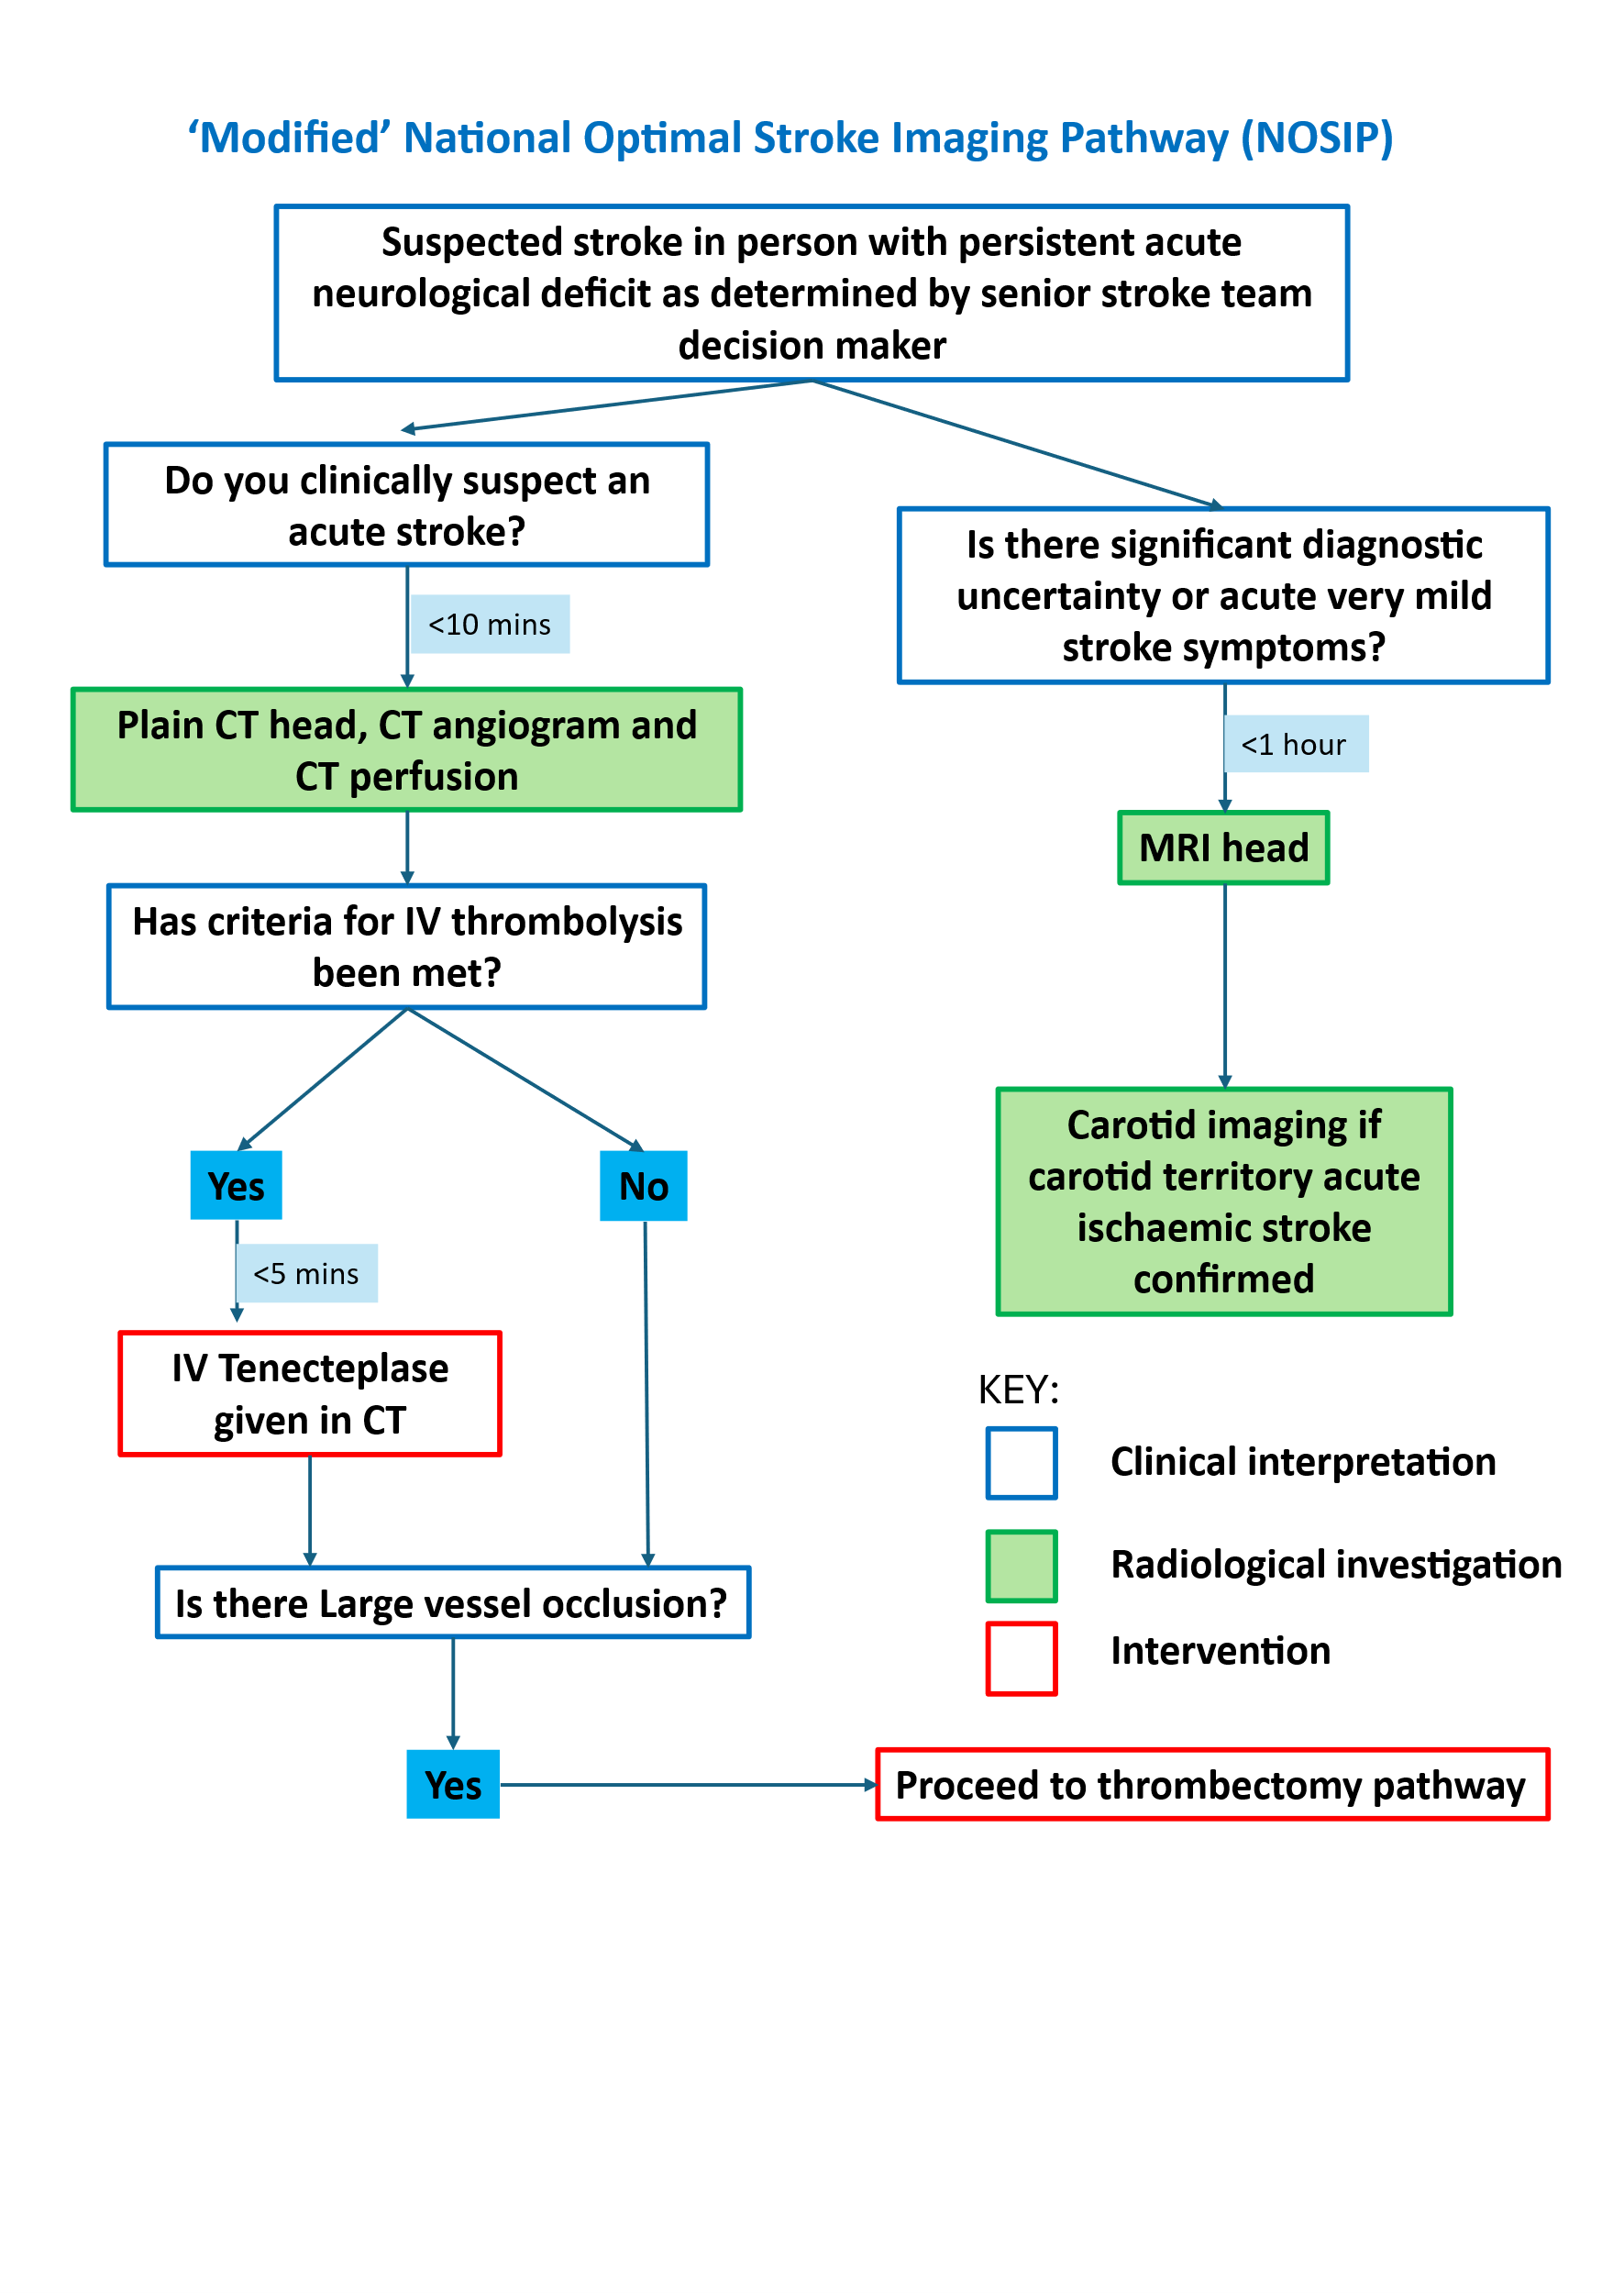 ‘Modified’ National Optimal Stroke Imaging Pathway (NOSIP)
Suspected stroke in person with persistent acute
neurological deficit as determined by senior stroke team
decision maker
Do you clinically suspect an
acute stroke?
<10 mins
Plain CT head, CT angiogram and
CT perfusion
Has criteria for IV thrombolysis
been met?
Yes
No
<5 mins
IV Tenecteplase
given in CT
Is there Large vessel occlusion?
Yes
Proceed to thrombectomy pathway
Is there significant diagnostic
uncertainty or acute very mild
stroke symptoms?
<1 hour
MRI head
Carotid imaging if
carotid territory acute
ischaemic stroke
confirmed
KEY:
Clinical interpretation
Radiological investigation
Intervention